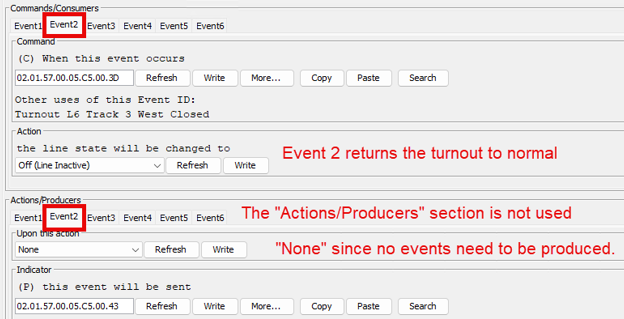 Commands/Consumers
Event1 Event2 Event3 Event4 Event5 Event6
Command
(C) When this event occurs
02.01.57.00.05.C5.00.3D Refresh Write More... Copy Paste Search
Other uses of this Event ID:
Turnout L6 Track 3 West Closed
Action
the line state will be changed to
Off (Line Inactive) Refresh Write
Event 2 returns the turnout to normal
Actions/Producers
Event1 Event2 Event3 Event4 Event5 Event6
The "Actions/Producers" section is not used
Upon this action
None Refresh Write
"None" since no events need to be produced.
Indicator
(P) this event will be sent
02.01.57.00.05.C5.00.43 Refresh Write More... Copy Paste Search